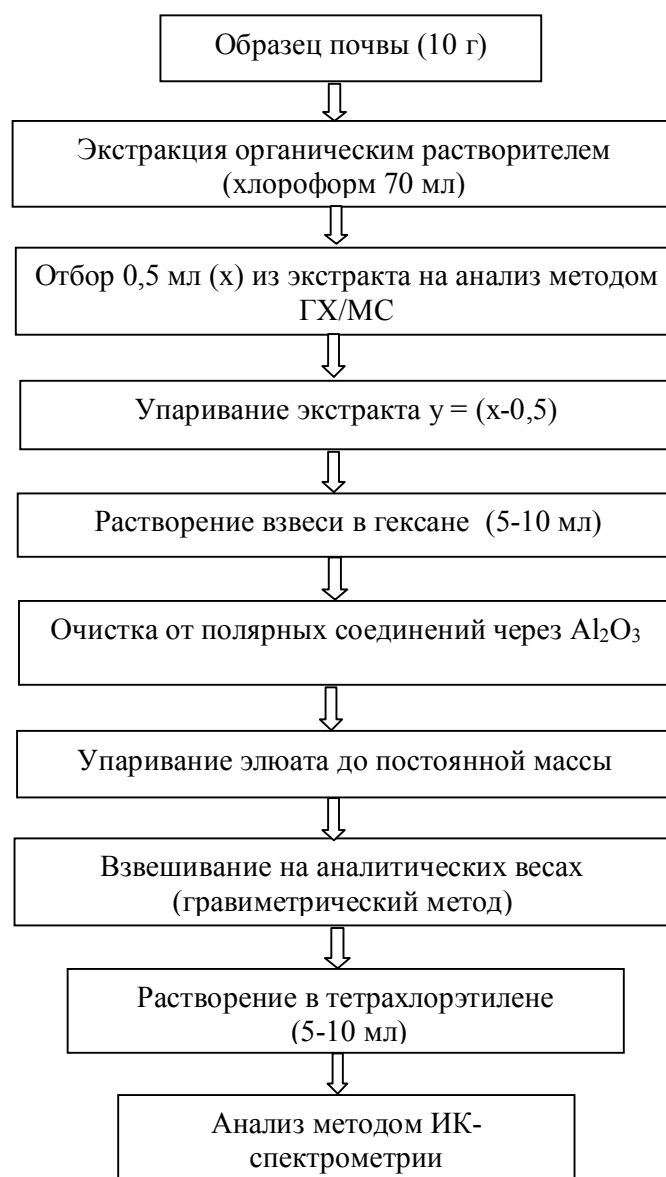 Образец почвы (10 г)
Экстракция органическим растворителем
(хлороформ 70 мл)
Отбор 0,5 мл (x) из экстракта на анализ методом
ГХ/МС
Упаривание экстракта y = (x-0,5)
Растворение взвеси в гексане (5-10 мл)
Очистка от полярных соединений через Al₂O₃
Упаривание элюата до постоянной массы
Взвешивание на аналитических весах
(гравиметрический метод)
Растворение в тетрахлорэтилене
(5-10 мл)
Анализ методом ИК-
спектрометрии